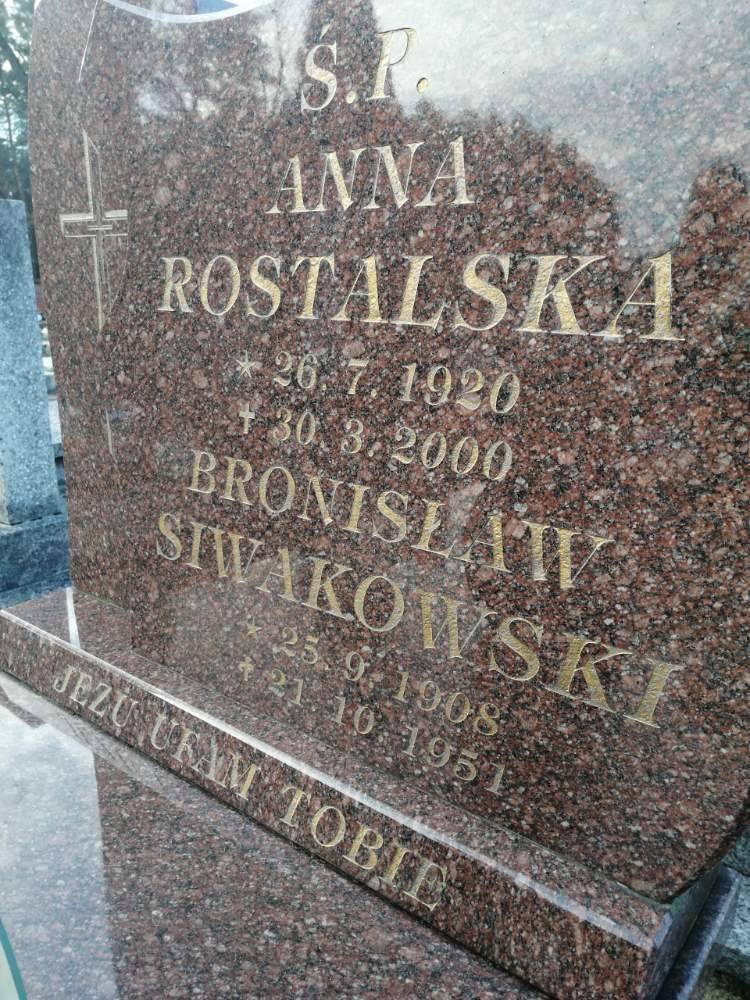 Ś.P.
ANNA
ROSTALSKA
* 26. 7. 1920
✝ 30. 3. 2000
BRONISŁAW
SIWAKOWSKI
* 25. 9. 1908
✝ 21. 10. 1951
JEZU UFAM TOBIE